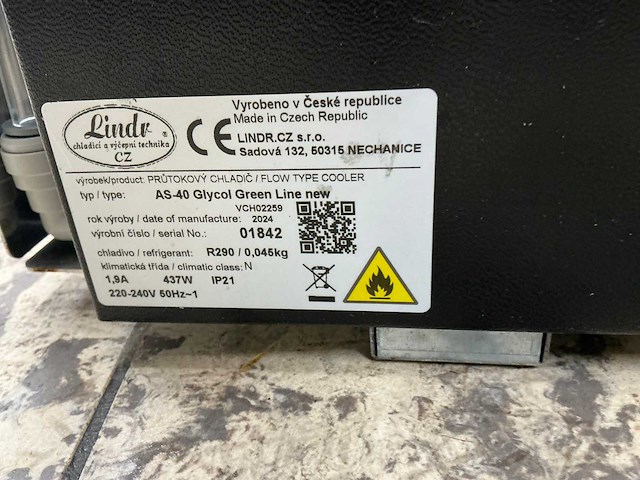 Lindr ®
chladicí a výčepní technika
CZ
CE
Vyrobeno v České republice
Made in Czech Republic
LINDR.CZ s.r.o.
Sadová 132, 50315 NECHANICE
výrobek/product: PRŮTOKOVÝ CHLADIČ / FLOW TYPE COOLER
typ / type: AS-40 Glycol Green Line new
VCH02259
rok výroby / date of manufacture: 2024
výrobní číslo / serial No.: 01842
chladivo / refrigerant: R290 / 0,045kg
klimatická třída / climatic class: N
1,9A 437W IP21
220-240V 50Hz~1